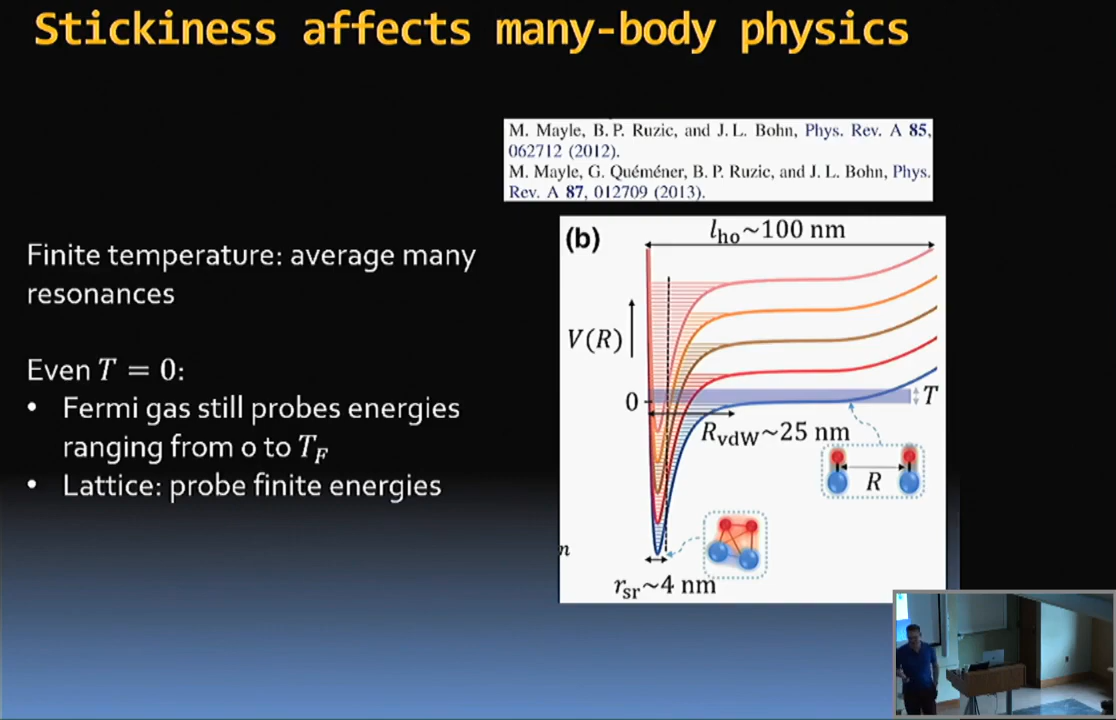 Stickiness affects many-body physics
M. Mayle, B. P. Ruzic, and J. L. Bohn, Phys. Rev. A 85,
062712 (2012).
M. Mayle, G. Quéméner, B. P. Ruzic, and J. L. Bohn, Phys.
Rev. A 87, 012709 (2013).
Finite temperature: average many
resonances
Even T = 0:
• Fermi gas still probes energies
ranging from 0 to T_F
• Lattice: probe finite energies
(b)
l_ho~100 nm
V(R)
0
T
R_vdW~25 nm
R
n
r_sr~4 nm